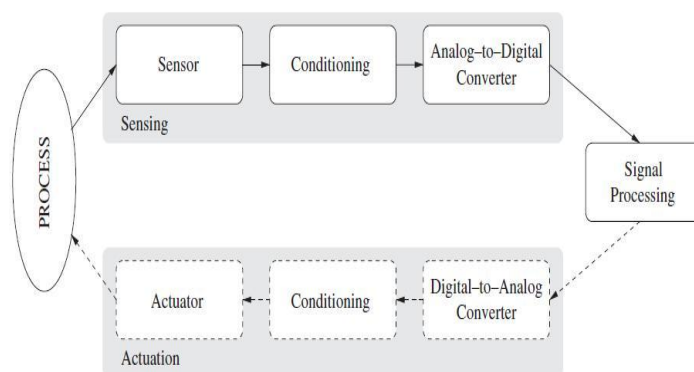 Sensor
Conditioning
Analog–to–Digital
Converter
Sensing
PROCESS
Signal
Processing
Actuator
Conditioning
Digital–to–Analog
Converter
Actuation